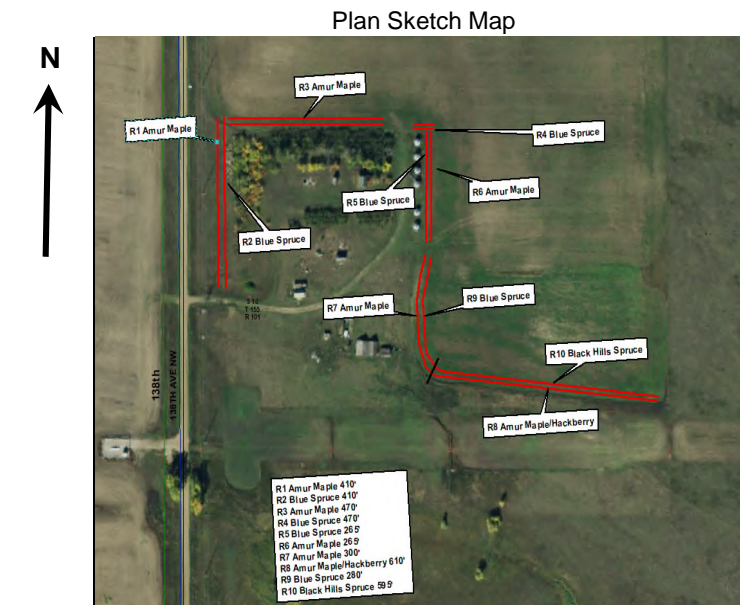 Plan Sketch Map
N
R3 Amur Maple
R1 Amur Maple
R4 Blue Spruce
R6 Amur Maple
R5 Blue Spruce
R2 Blue Spruce
R9 Blue Spruce
R7 Amur Maple
T 155
R 101
R10 Black Hills Spruce
R8 Amur Maple/Hackberry
138th
138TH AVE NW
R1 Amur Maple 410'
R2 Blue Spruce 410'
R3 Amur Maple 470'
R4 Blue Spruce 470'
R5 Blue Spruce 265'
R6 Amur Maple 265'
R7 Amur Maple 300'
R8 Amur Maple/Hackberry 610'
R9 Blue Spruce 280'
R10 Black Hills Spruce 595'